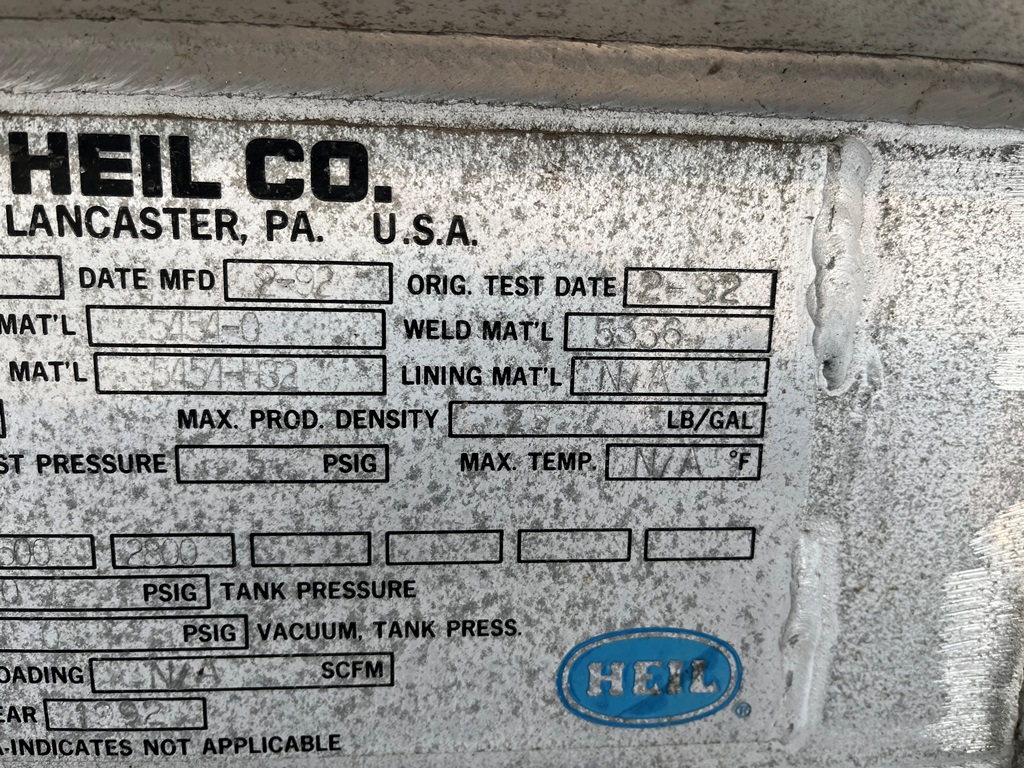 HEIL CO.
LANCASTER, PA. U.S.A.
DATE MFD 2-92 ORIG. TEST DATE 2-92
MAT'L 5454-0 WELD MAT'L 5356
MAT'L 5454-H32 LINING MAT'L N/A
MAX. PROD. DENSITY LB/GAL
ST PRESSURE PSIG MAX. TEMP. N/A °F
500 2800
PSIG TANK PRESSURE
PSIG VACUUM, TANK PRESS.
OADING N/A SCFM
EAR 1992
HEIL ®
A-INDICATES NOT APPLICABLE